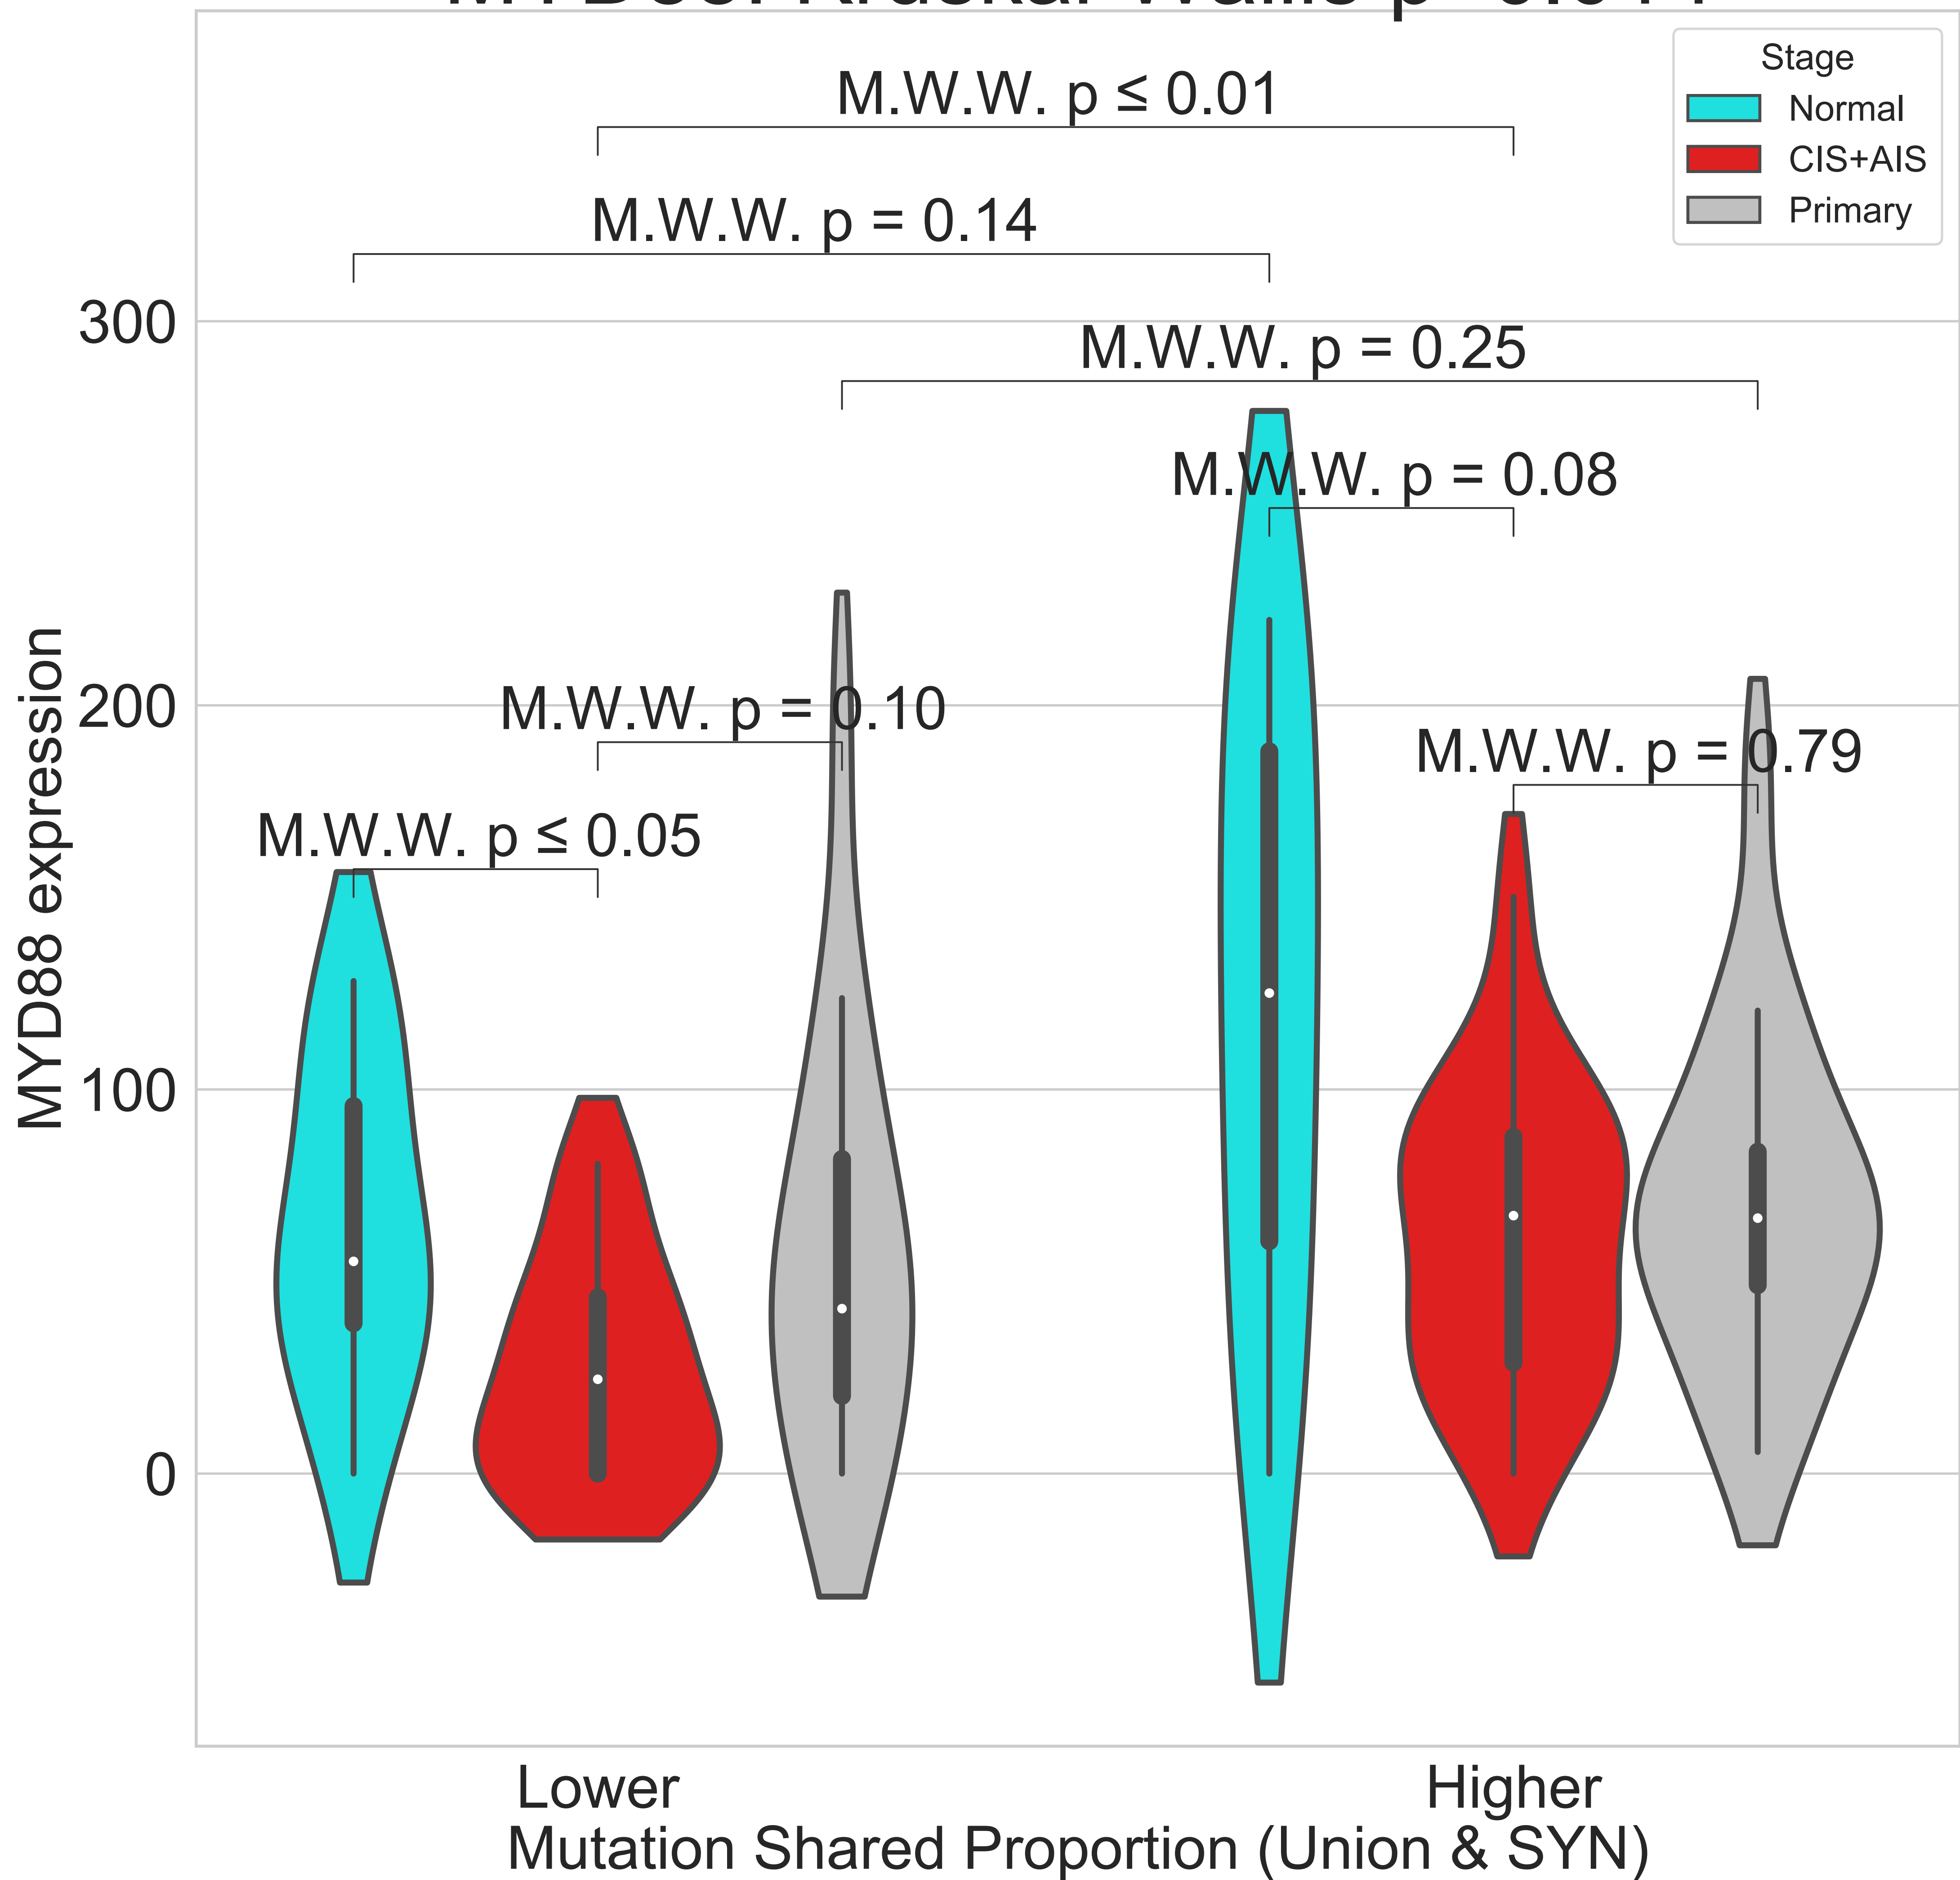 Stage
Normal
CIS+AIS
Primary
M.W.W. p ≤ 0.01
M.W.W. p = 0.14
M.W.W. p = 0.25
M.W.W. p = 0.08
M.W.W. p = 0.10
M.W.W. p = 0.79
M.W.W. p ≤ 0.05
300
200
100
0
MYD88 expression
Lower
Higher
Mutation Shared Proportion (Union & SYN)